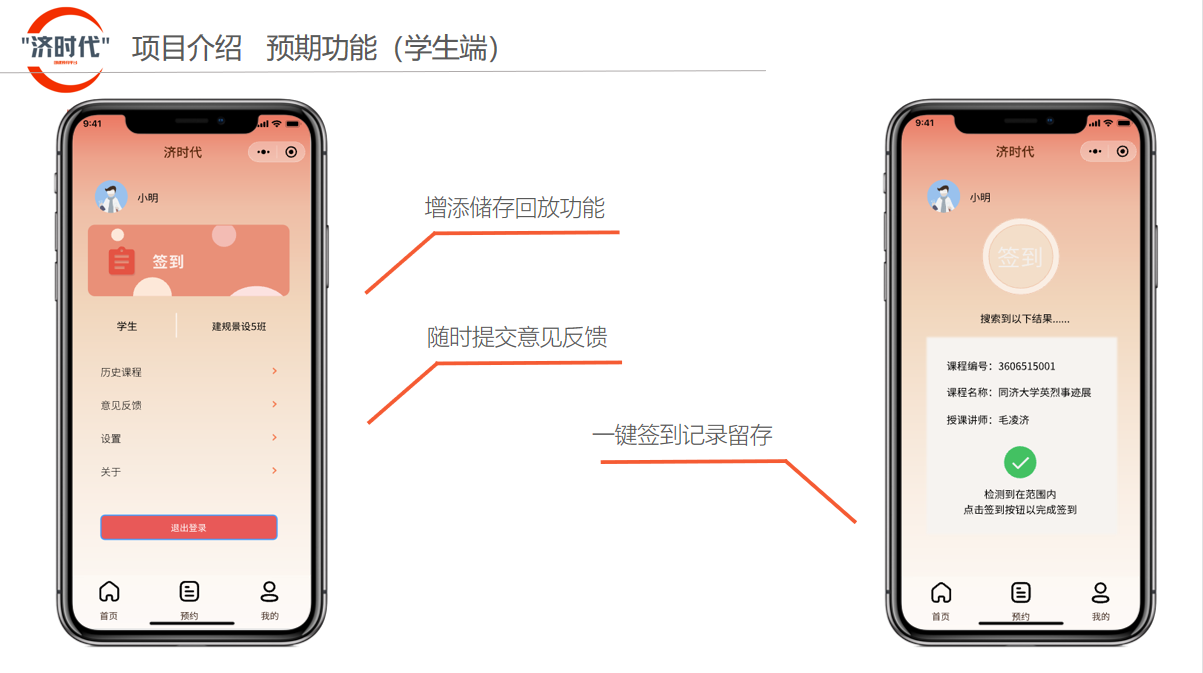 "济时代"
项目介绍 预期功能（学生端）
9:41
济时代
小明
签到
学生
建规景设5班
历史课程
意见反馈
设置
关于
退出登录
首页
预约
我的
增添储存回放功能
随时提交意见反馈
一键签到记录留存
9:41
济时代
小明
签到
搜索到以下结果......
课程编号：3606515001
课程名称：同济大学英烈事迹展
授课讲师：毛凌济
检测到在范围内
点击签到按钮以完成签到
首页
预约
我的